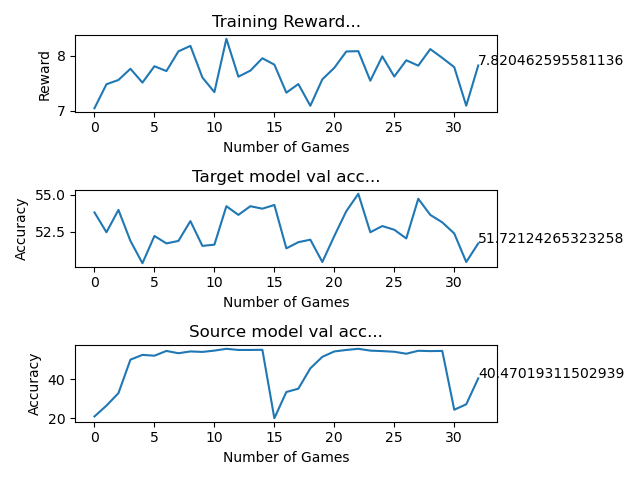 Training Reward...
Reward
8
7
7.820462595581136
0 5 10 15 20 25 30
Number of Games
Target model val acc...
Accuracy
55.0
52.5
51.72124265323258
0 5 10 15 20 25 30
Number of Games
Source model val acc...
Accuracy
40
20
40.47019311502939
0 5 10 15 20 25 30
Number of Games